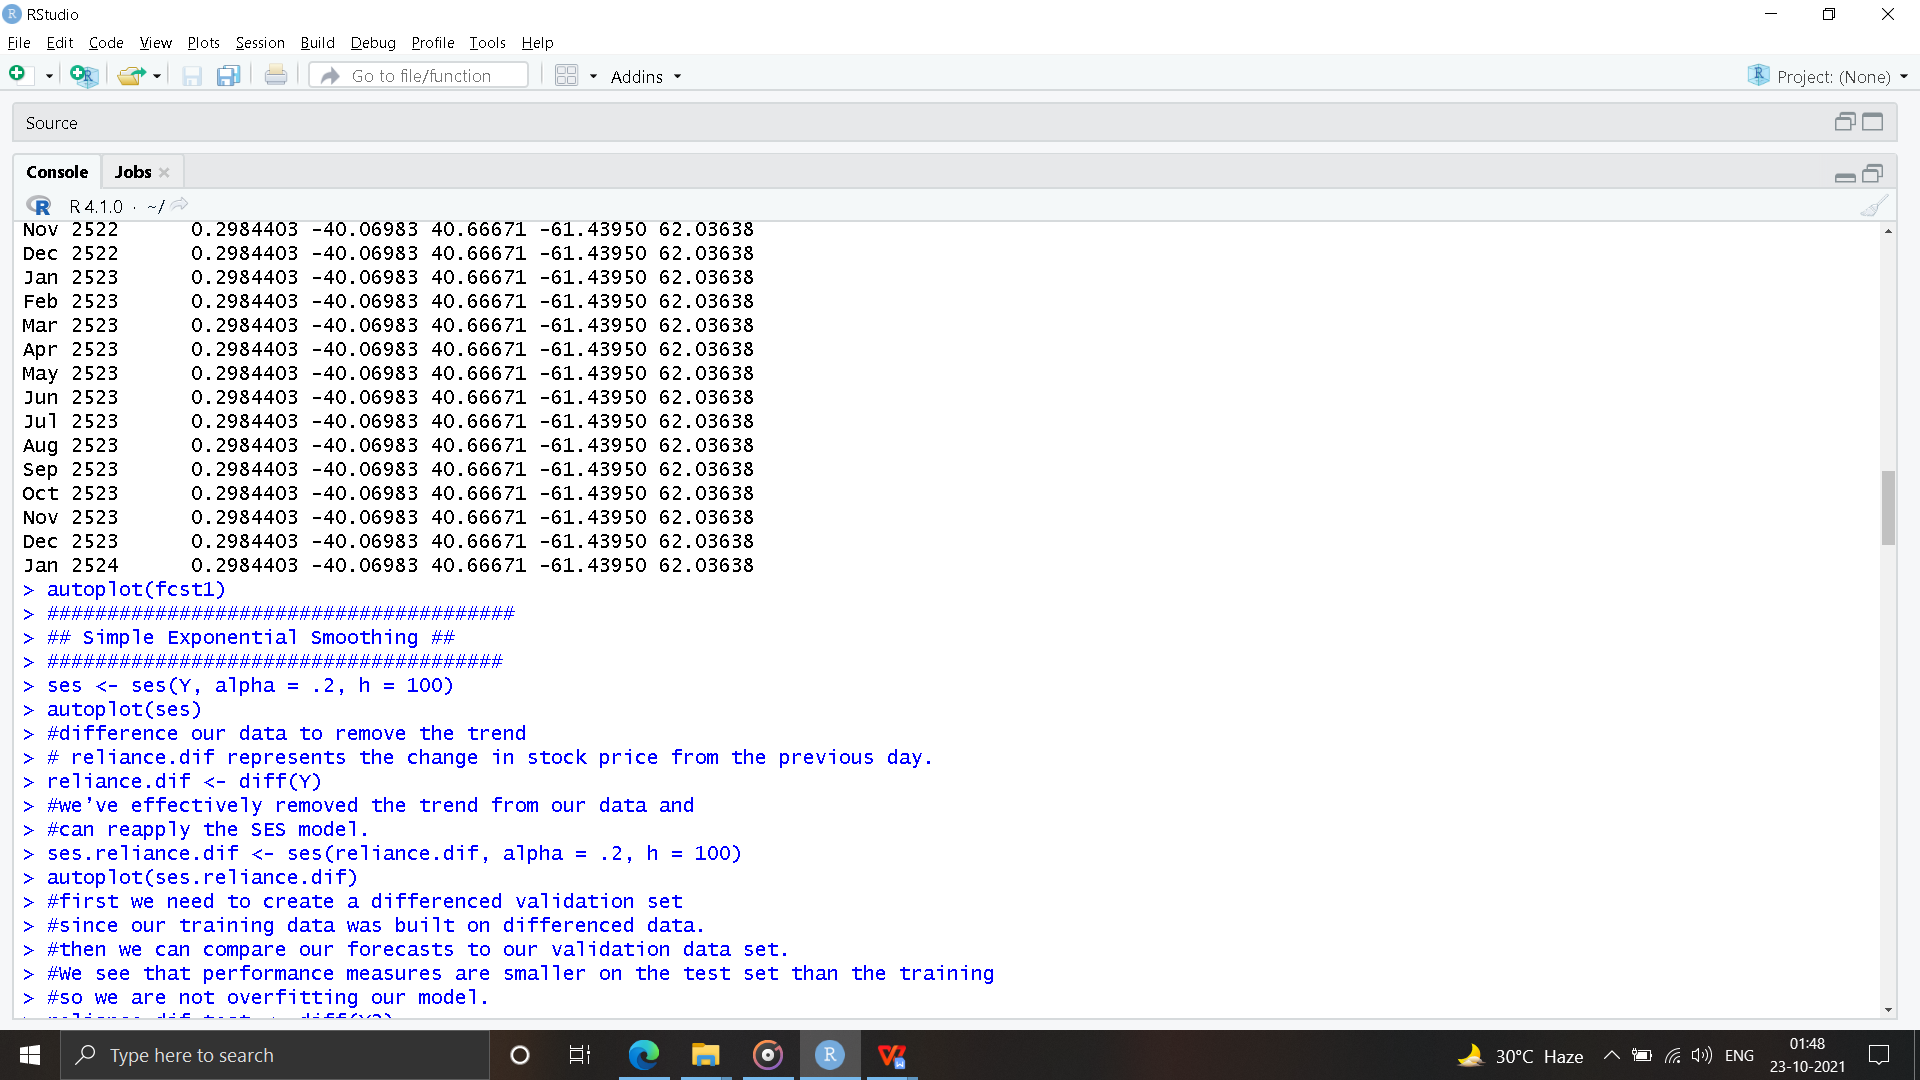 RStudio
File Edit Code View Plots Session Build Debug Profile Tools Help
Go to file/function Addins Project: (None)
Source
Console Jobs
R 4.1.0 · ~/
Nov 2522 0.2984403 -40.06983 40.66671 -61.43950 62.03638
Dec 2522 0.2984403 -40.06983 40.66671 -61.43950 62.03638
Jan 2523 0.2984403 -40.06983 40.66671 -61.43950 62.03638
Feb 2523 0.2984403 -40.06983 40.66671 -61.43950 62.03638
Mar 2523 0.2984403 -40.06983 40.66671 -61.43950 62.03638
Apr 2523 0.2984403 -40.06983 40.66671 -61.43950 62.03638
May 2523 0.2984403 -40.06983 40.66671 -61.43950 62.03638
Jun 2523 0.2984403 -40.06983 40.66671 -61.43950 62.03638
Jul 2523 0.2984403 -40.06983 40.66671 -61.43950 62.03638
Aug 2523 0.2984403 -40.06983 40.66671 -61.43950 62.03638
Sep 2523 0.2984403 -40.06983 40.66671 -61.43950 62.03638
Oct 2523 0.2984403 -40.06983 40.66671 -61.43950 62.03638
Nov 2523 0.2984403 -40.06983 40.66671 -61.43950 62.03638
Dec 2523 0.2984403 -40.06983 40.66671 -61.43950 62.03638
Jan 2524 0.2984403 -40.06983 40.66671 -61.43950 62.03638
> autoplot(fcst1)
> #######################################
> ## Simple Exponential Smoothing ##
> ######################################
> ses <- ses(Y, alpha = .2, h = 100)
> autoplot(ses)
> #difference our data to remove the trend
> # reliance.dif represents the change in stock price from the previous day.
> reliance.dif <- diff(Y)
> #we’ve effectively removed the trend from our data and
> #can reapply the SES model.
> ses.reliance.dif <- ses(reliance.dif, alpha = .2, h = 100)
> autoplot(ses.reliance.dif)
> #first we need to create a differenced validation set
> #since our training data was built on differenced data.
> #then we can compare our forecasts to our validation data set.
> #We see that performance measures are smaller on the test set than the training
> #so we are not overfitting our model.
Type here to search 30°C Haze ENG 01:48
23-10-2021